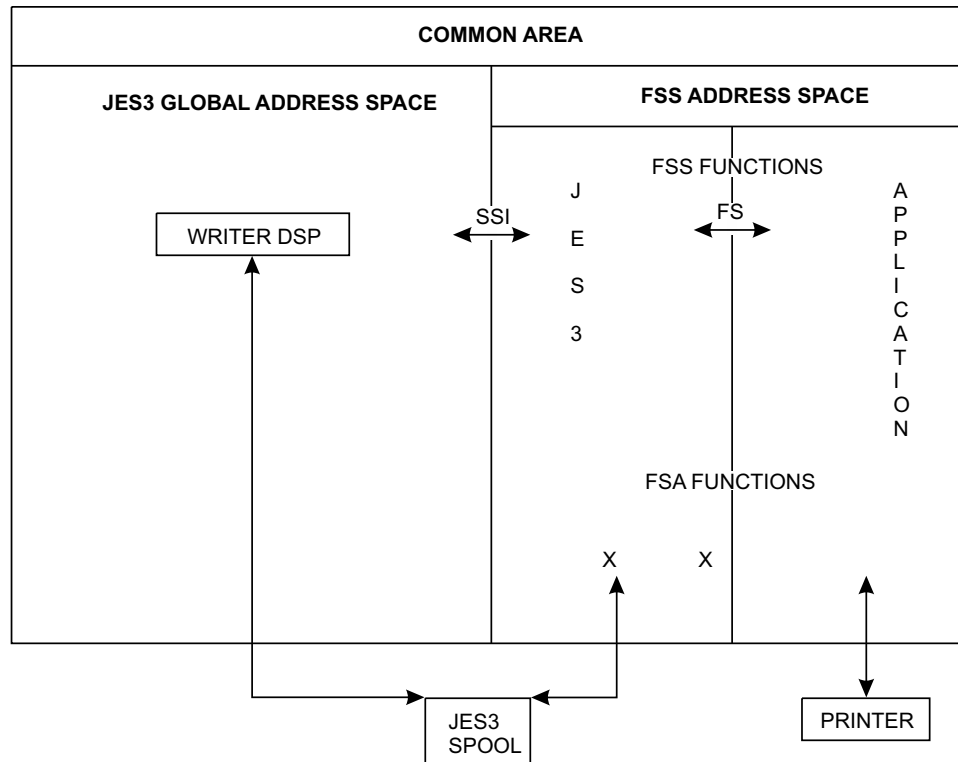 COMMON AREA
JES3 GLOBAL ADDRESS SPACE
FSS ADDRESS SPACE
FSS FUNCTIONS
WRITER DSP
SSI
J
E
S
3
FS
A
P
P
L
I
C
A
T
I
O
N
FSA FUNCTIONS
X
X
JES3
SPOOL
PRINTER